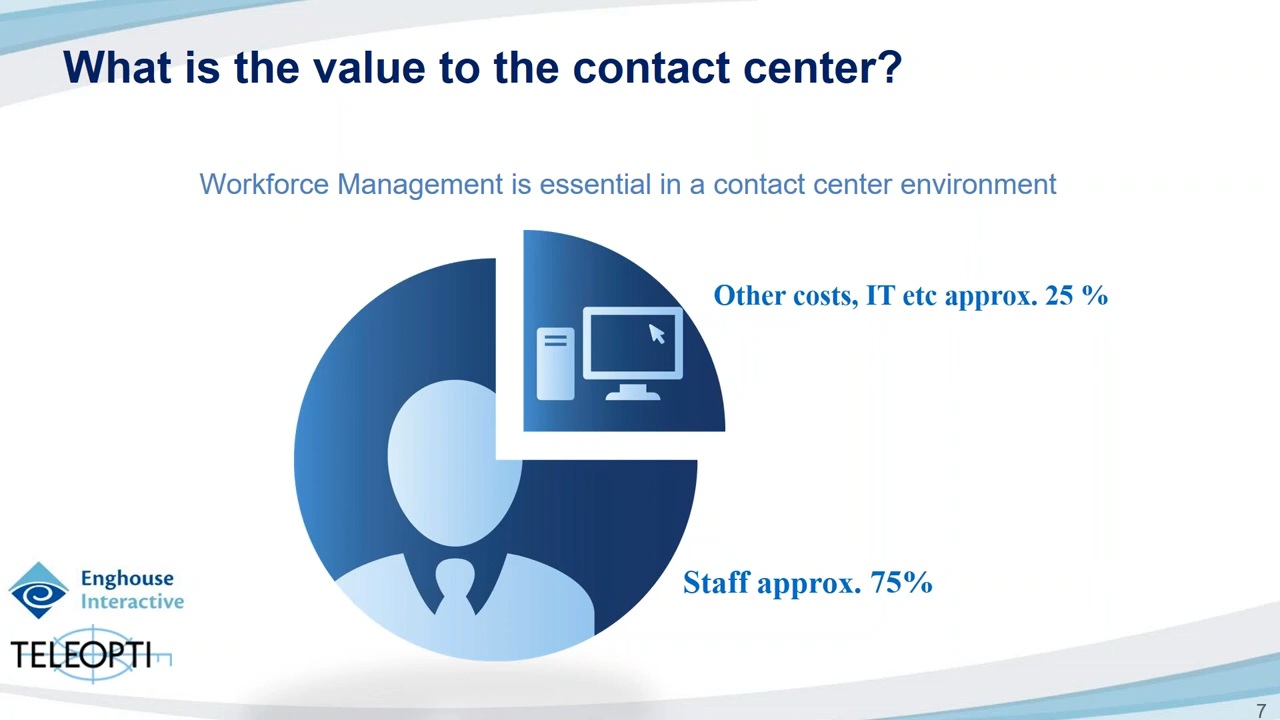 What is the value to the contact center?
Workforce Management is essential in a contact center environment
Other costs, IT etc approx. 25 %
Staff approx. 75%
Enghouse
Interactive
TELEOPTI
7